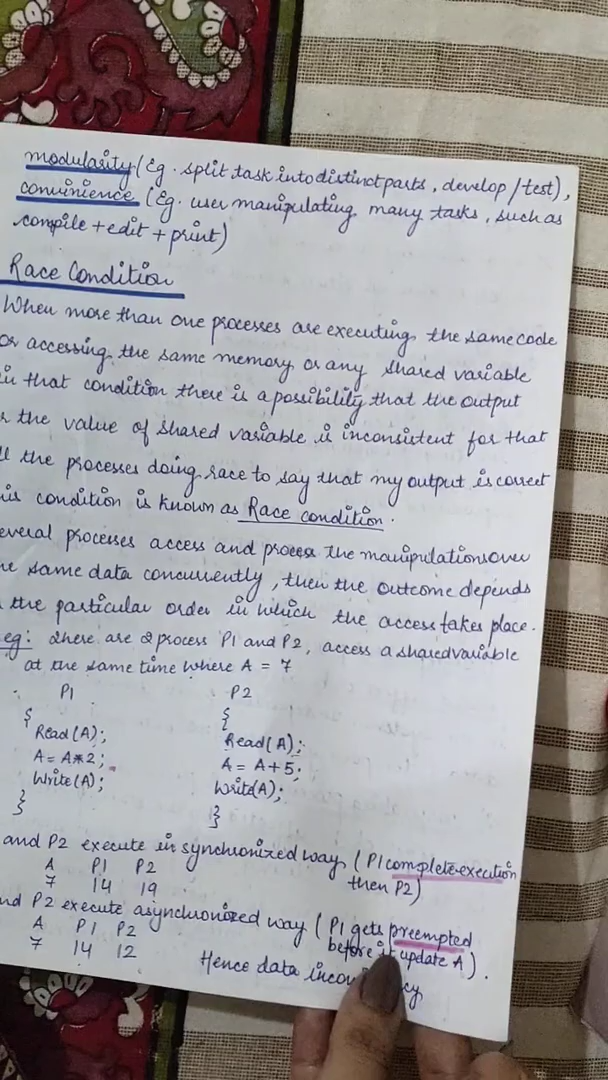 modularity (Eg. split task into distinct parts, develop/test),
convinience (Eg. user manipulating many tasks, such as
compile + edit + print)
Race Condition
When more than one processes are executing the same code
or accessing the same memory or any shared variable
in that condition there is a possibility that the output
the value of shared variable is inconsistent for that
the processes doing race to say that my output is correct
condition is known as Race condition.
processes access and process the manipulations over
same data concurrently, then the outcome depends
the particular order in which the access takes place.
eg: there are 2 process P1 and P2, access a shared variable
at the same time where A = 7
P1 P2
{ {
Read(A); Read(A);
A = A*2; A = A+5;
Write(A); Write(A);
} }
and P2 execute in synchronized way (P1 complete execution
then P2)
A P1 P2
7 14 19
P2 execute asynchronized way (P1 gets preempted
before it update A).
A P1 P2
7 14 12
Hence data